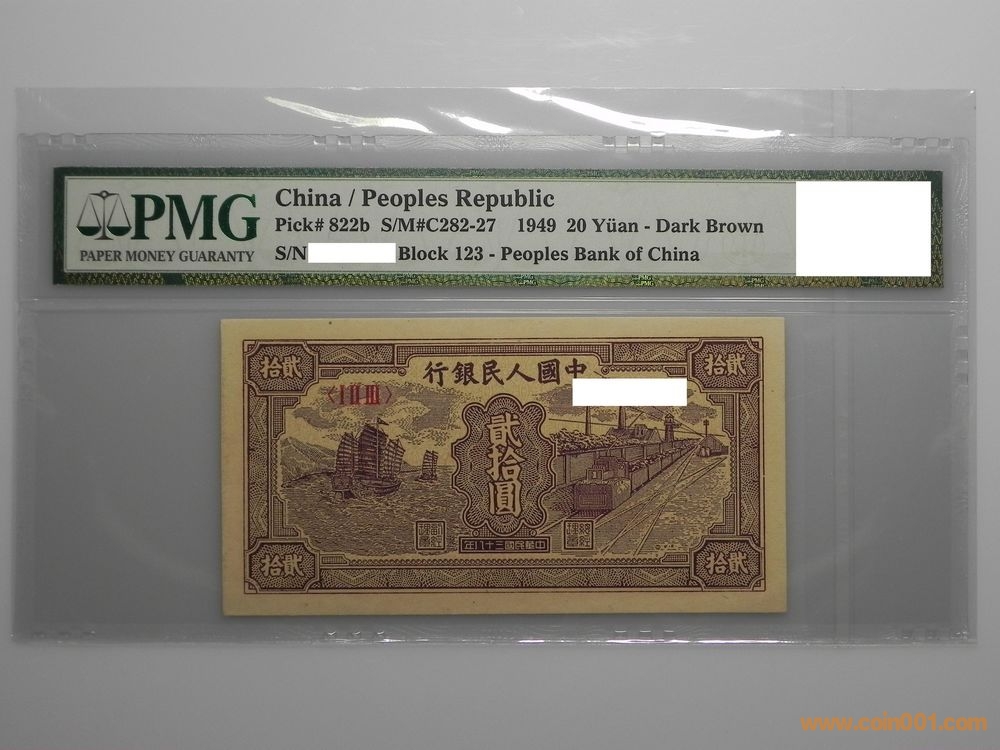 PMG
PAPER MONEY GUARANTY
China / Peoples Republic
Pick# 822b S/M#C282-27 1949 20 Yüan - Dark Brown
S/N Block 123 - Peoples Bank of China
PMG
PMG
拾貳
行銀民人國中
拾貳
〈I II III〉
貳拾圓
年八十三國民華中
拾貳
拾貳
www.coin001.com